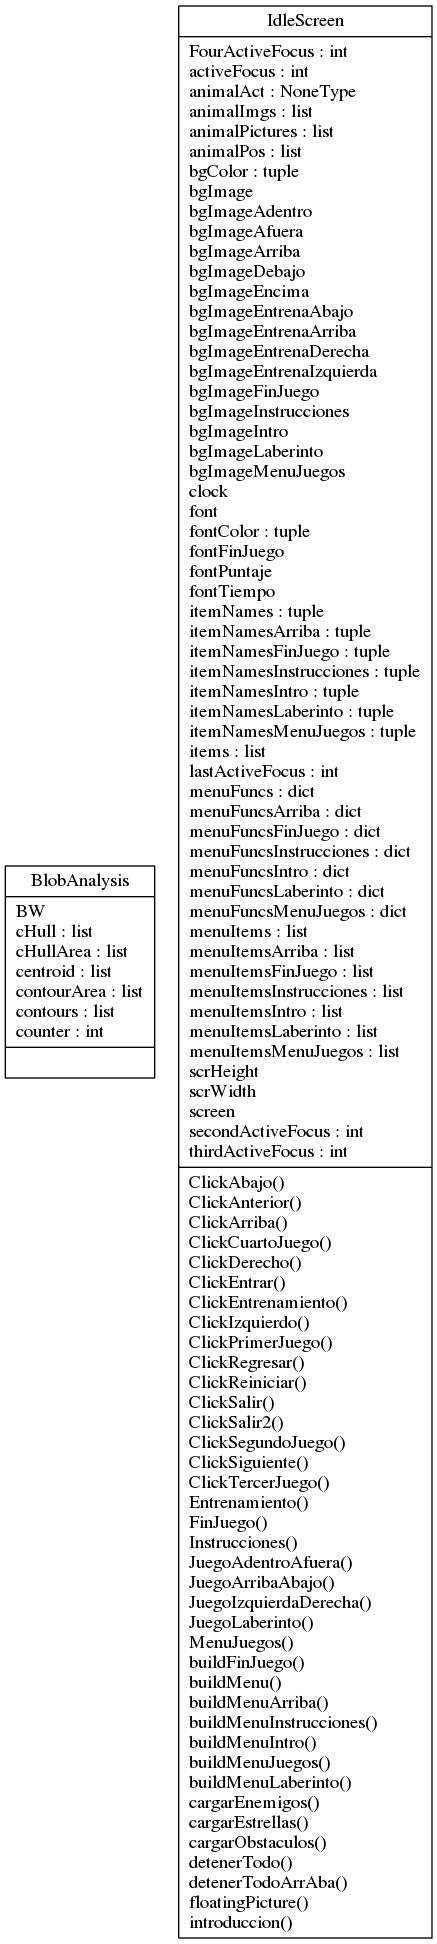 IdleScreen
FourActiveFocus : int
activeFocus : int
animalAct : NoneType
animalImgs : list
animalPictures : list
animalPos : list
bgColor : tuple
bgImage
bgImageAdentro
bgImageAfuera
bgImageArriba
bgImageDebajo
bgImageEncima
bgImageEntrenaAbajo
bgImageEntrenaArriba
bgImageEntrenaDerecha
bgImageEntrenaIzquierda
bgImageFinJuego
bgImageInstrucciones
bgImageIntro
bgImageLaberinto
bgImageMenuJuegos
clock
font
fontColor : tuple
fontFinJuego
fontPuntaje
fontTiempo
itemNames : tuple
itemNamesArriba : tuple
itemNamesFinJuego : tuple
itemNamesInstrucciones : tuple
itemNamesIntro : tuple
itemNamesLaberinto : tuple
itemNamesMenuJuegos : tuple
items : list
lastActiveFocus : int
menuFuncs : dict
menuFuncsArriba : dict
menuFuncsFinJuego : dict
menuFuncsInstrucciones : dict
menuFuncsIntro : dict
menuFuncsLaberinto : dict
menuFuncsMenuJuegos : dict
menuItems : list
menuItemsArriba : list
menuItemsFinJuego : list
menuItemsInstrucciones : list
menuItemsIntro : list
menuItemsLaberinto : list
menuItemsMenuJuegos : list
scrHeight
scrWidth
screen
secondActiveFocus : int
thirdActiveFocus : int
ClickAbajo()
ClickAnterior()
ClickArriba()
ClickCuartoJuego()
ClickDerecho()
ClickEntrar()
ClickEntrenamiento()
ClickIzquierdo()
ClickPrimerJuego()
ClickRegresar()
ClickReiniciar()
ClickSalir()
ClickSalir2()
ClickSegundoJuego()
ClickSiguiente()
ClickTercerJuego()
Entrenamiento()
FinJuego()
Instrucciones()
JuegoAdentroAfuera()
JuegoArribaAbajo()
JuegoIzquierdaDerecha()
JuegoLaberinto()
MenuJuegos()
buildFinJuego()
buildMenu()
buildMenuArriba()
buildMenuInstrucciones()
buildMenuIntro()
buildMenuJuegos()
buildMenuLaberinto()
cargarEnemigos()
cargarEstrellas()
cargarObstaculos()
detenerTodo()
detenerTodoArrAba()
floatingPicture()
introduccion()
BlobAnalysis
BW
cHull : list
cHullArea : list
centroid : list
contourArea : list
contours : list
counter : int